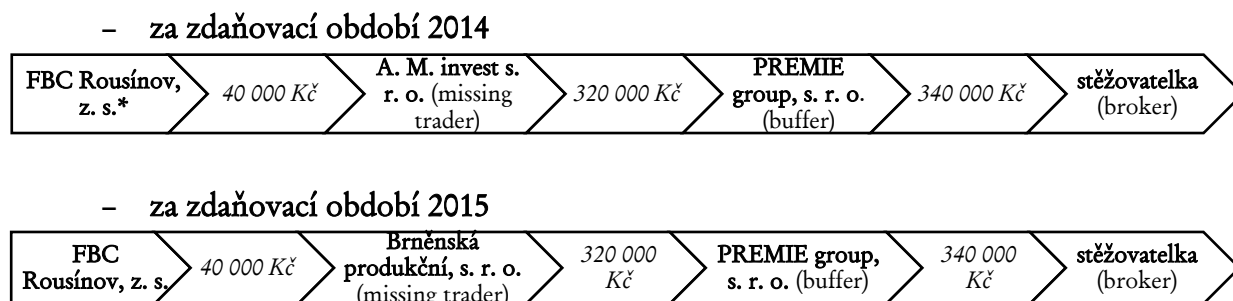 – za zdaňovací období 2014
FBC Rousínov,
z. s.*
40 000 Kč
A. M. invest s.
r. o. (missing
trader)
320 000 Kč
PREMIE
group, s. r. o.
(buffer)
340 000 Kč
stěžovatelka
(broker)
– za zdaňovací období 2015
FBC
Rousínov, z. s.
40 000 Kč
Brněnská
produkční, s. r. o.
(missing trader)
320 000
Kč
PREMIE group,
s. r. o. (buffer)
340 000
Kč
stěžovatelka
(broker)